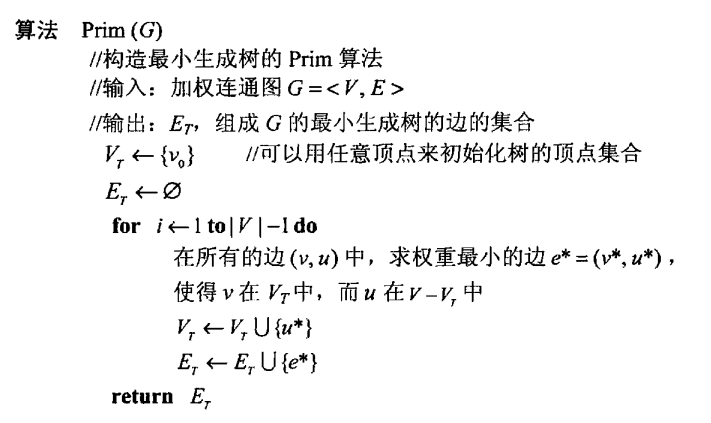 算法 Prim (G)
//构造最小生成树的 Prim 算法
//输入：加权连通图 G =< V, E >
//输出：E_T，组成 G 的最小生成树的边的集合
V_T ← {v_0} //可以用任意顶点来初始化树的顶点集合
E_T ← ∅
for i ← 1 to | V | −1 do
在所有的边 (v, u) 中，求权重最小的边 e* = (v*, u*)，
使得 v 在 V_T 中，而 u 在 V − V_T 中
V_T ← V_T ∪ {u*}
E_T ← E_T ∪ {e*}
return E_T